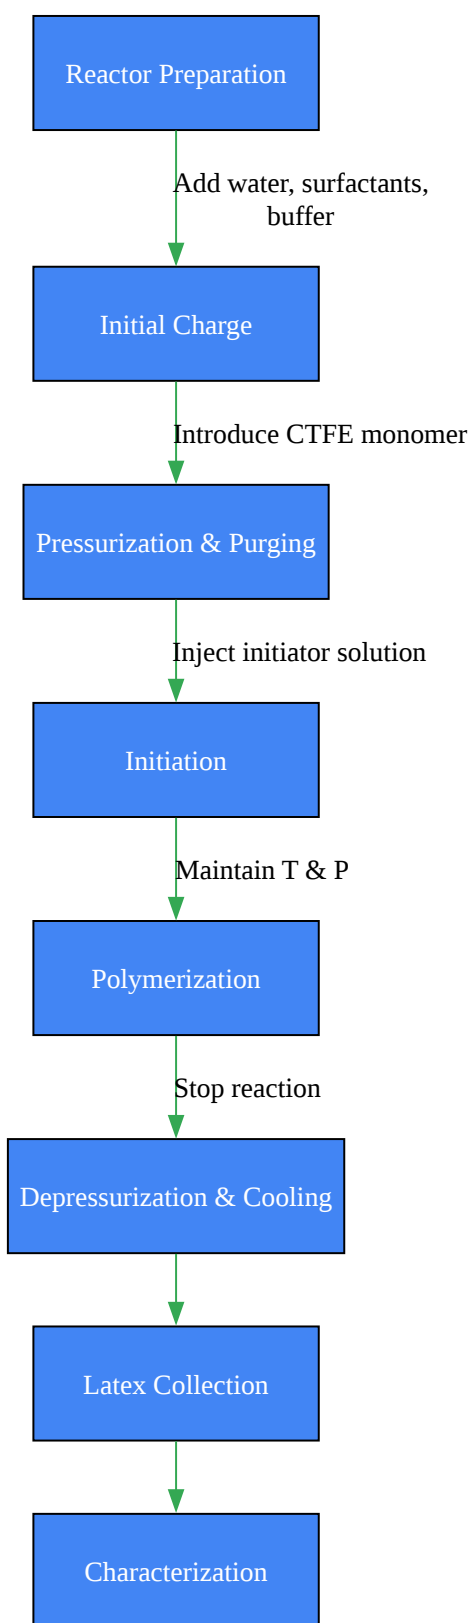 Reactor Preparation
Add water, surfactants,
buffer
Initial Charge
Introduce CTFE monomer
Pressurization & Purging
Inject initiator solution
Initiation
Maintain T & P
Polymerization
Stop reaction
Depressurization & Cooling
Latex Collection
Characterization